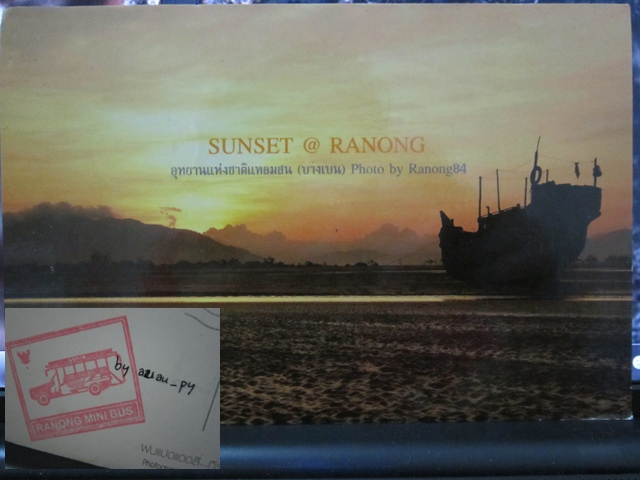 SUNSET @ RANONG
อุทยานแห่งชาติแหลมสน (บางเบน) Photo by Ranong84
by
RANONG MINI BUS